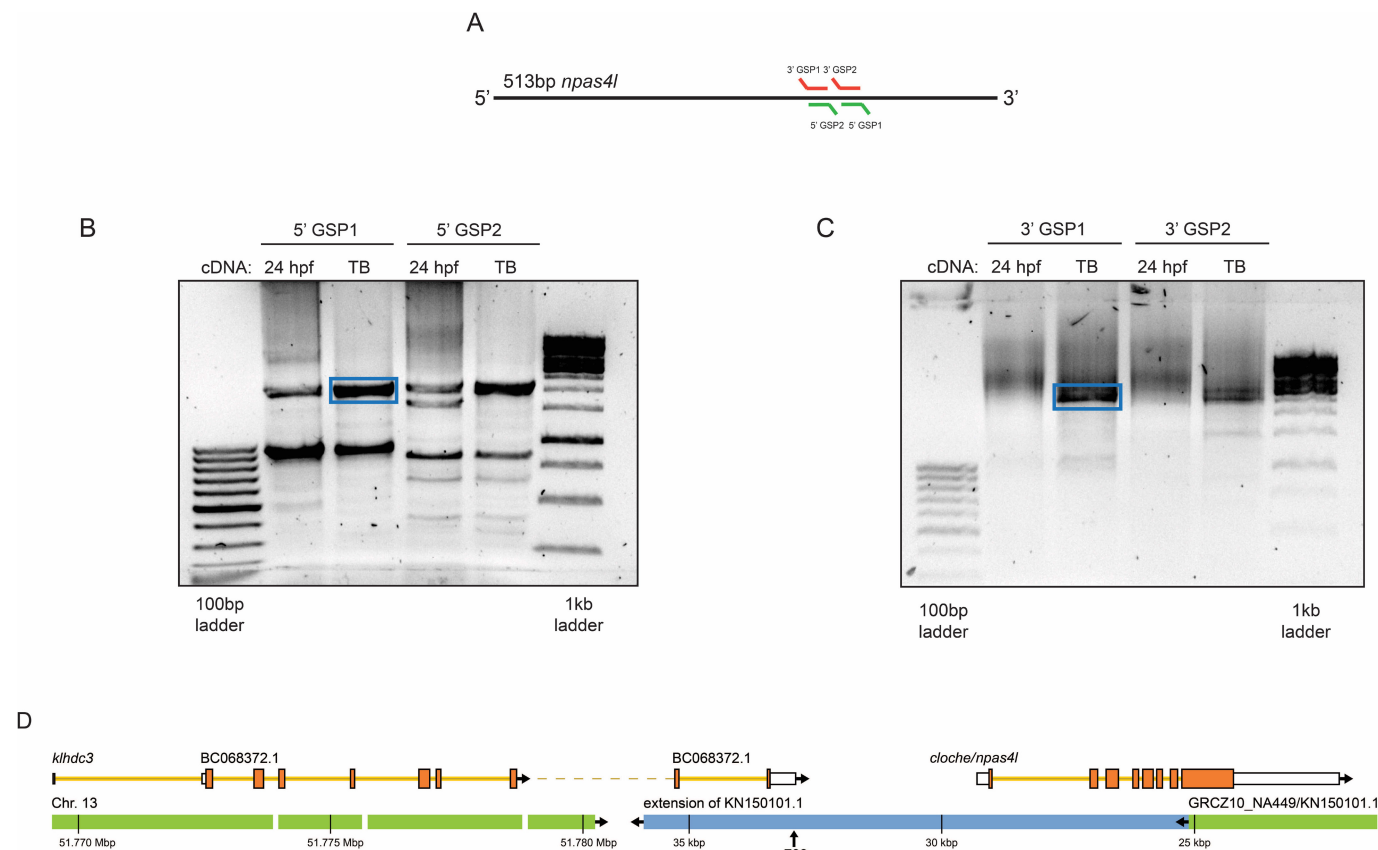 A
3' GSP1 3' GSP2
513bp npas4l
5' 3'
5' GSP2 5' GSP1
B
5' GSP1 5' GSP2
cDNA: 24 hpf TB 24 hpf TB
100bp ladder
1kb ladder
C
3' GSP1 3' GSP2
cDNA: 24 hpf TB 24 hpf TB
100bp ladder
1kb ladder
D
klhdc3 BC068372.1 BC068372.1 cloche/npas4l
Chr. 13 extension of KN150101.1 GRCZ10_NA449/KN150101.1
51.770 Mbp 51.775 Mbp 51.780 Mbp 35 kbp 30 kbp 25 kbp